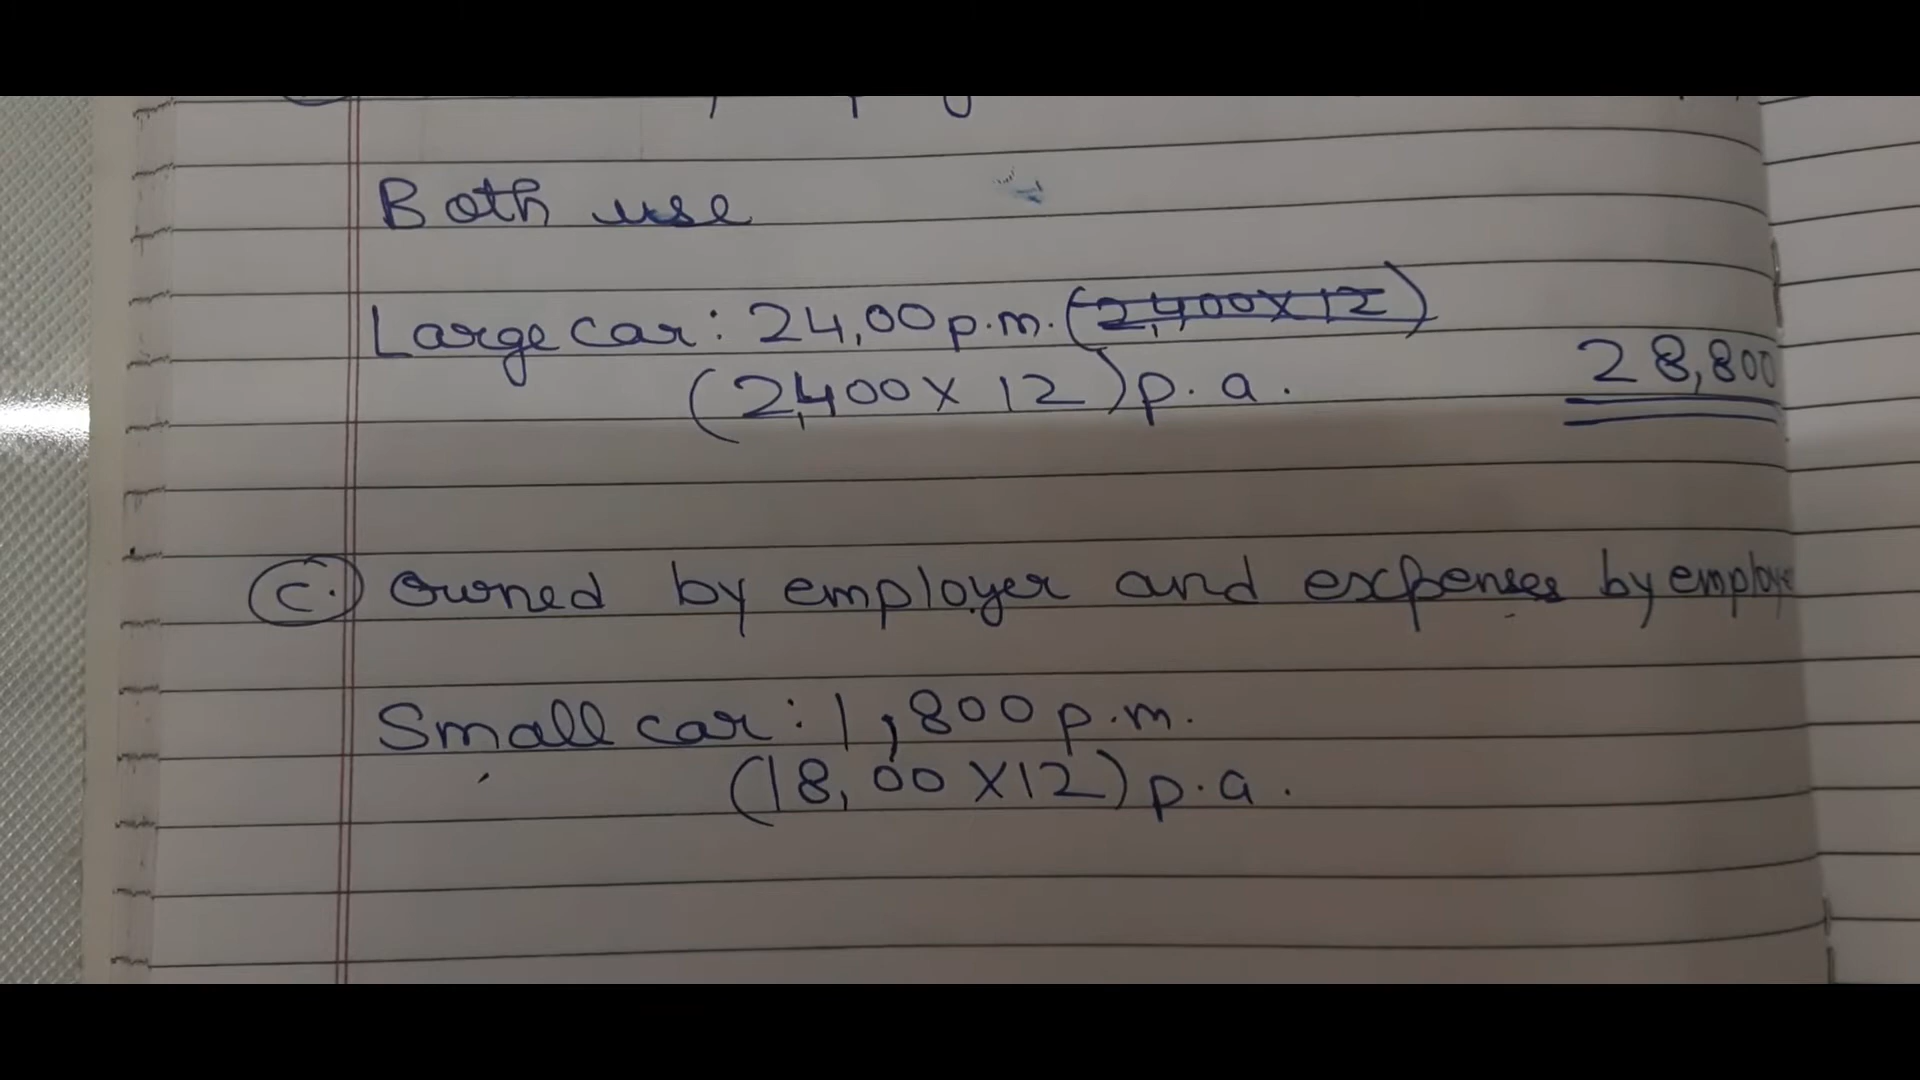 Both use
Large car: 24,00 p.m. (2,400 X 12)
(2,400 X 12) p.a. 28,800
C. Owned by employer and expenses by employe
Small car: 1,800 p.m.
(18,00 X 12) p.a.